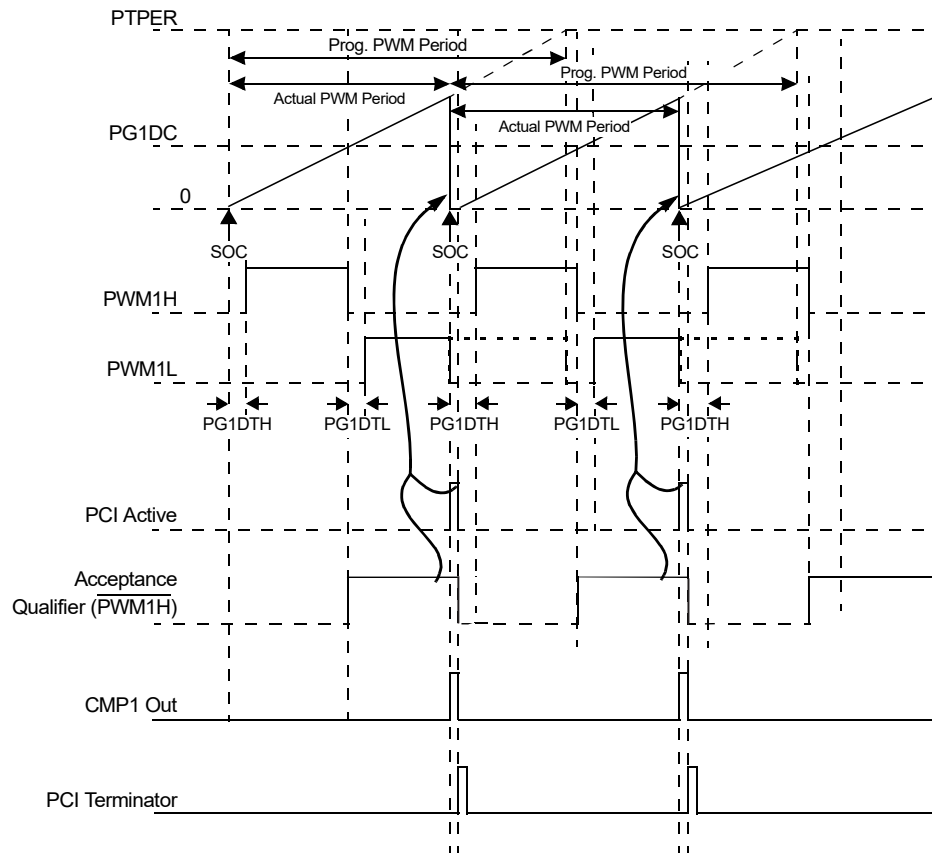 PTPER
Prog. PWM Period
Prog. PWM Period
Actual PWM Period
Actual PWM Period
PG1DC
0
SOC
SOC
SOC
PWM1H
PWM1L
PG1DTH
PG1DTL
PG1DTH
PG1DTL
PG1DTH
PCI Active
Acceptance
Qualifier (PWM1H)
CMP1 Out
PCI Terminator